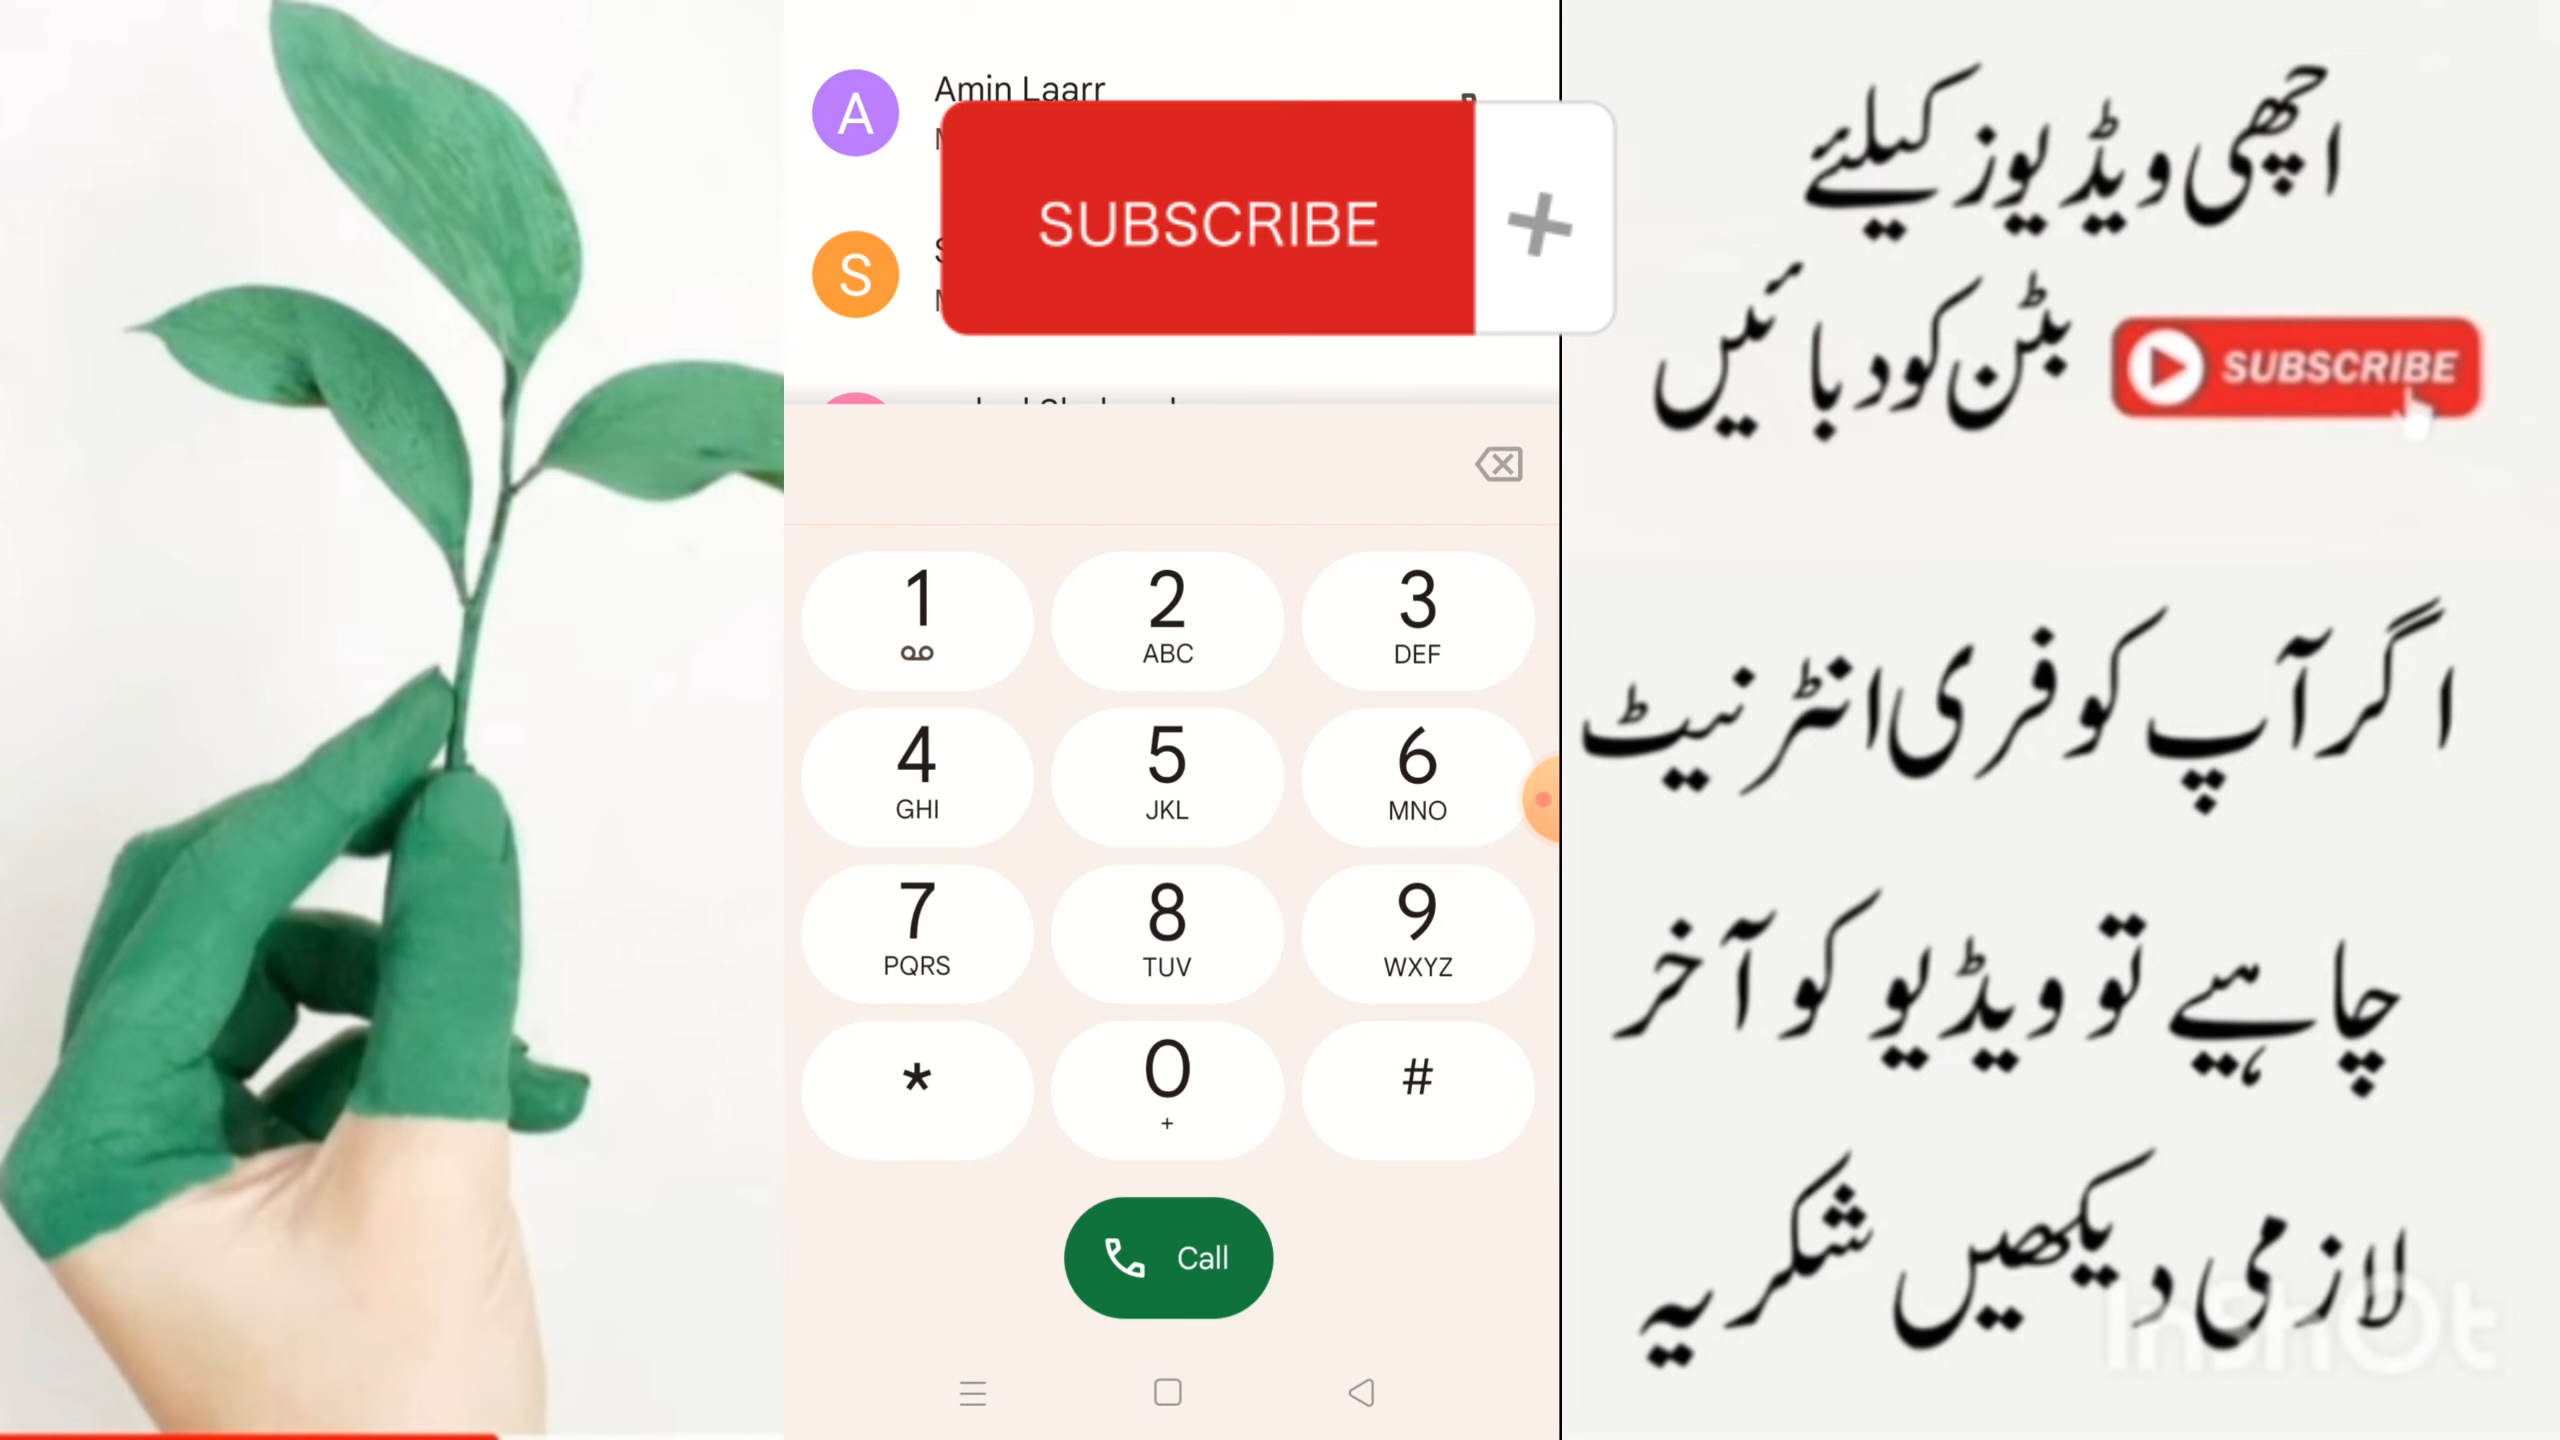 Amin Laarr
A
S
SUBSCRIBE
+
1
2
ABC
3
DEF
4
GHI
5
JKL
6
MNO
7
PQRS
8
TUV
9
WXYZ
*
0
+
#
Call
اچھی ویڈیوز کیلئے
SUBSCRIBE بٹن کو دبائیں
اگر آپ کو فری انٹرنیٹ
چاہیے تو ویڈیو کو آخر
لازمی دیکھیں شکریہ
InShOt